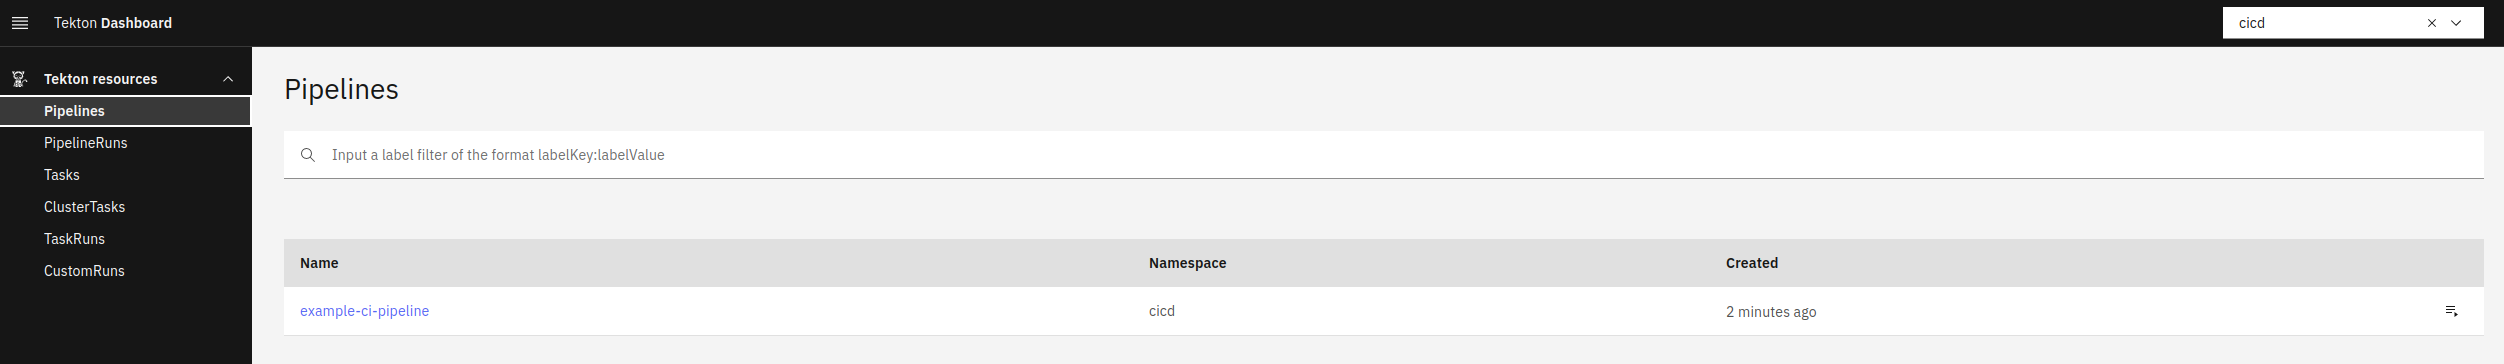 Tekton Dashboard
cicd
Tekton resources
Pipelines
PipelineRuns
Tasks
ClusterTasks
TaskRuns
CustomRuns
Pipelines
Input a label filter of the format labelKey:labelValue
Name Namespace Created
example-ci-pipeline cicd 2 minutes ago